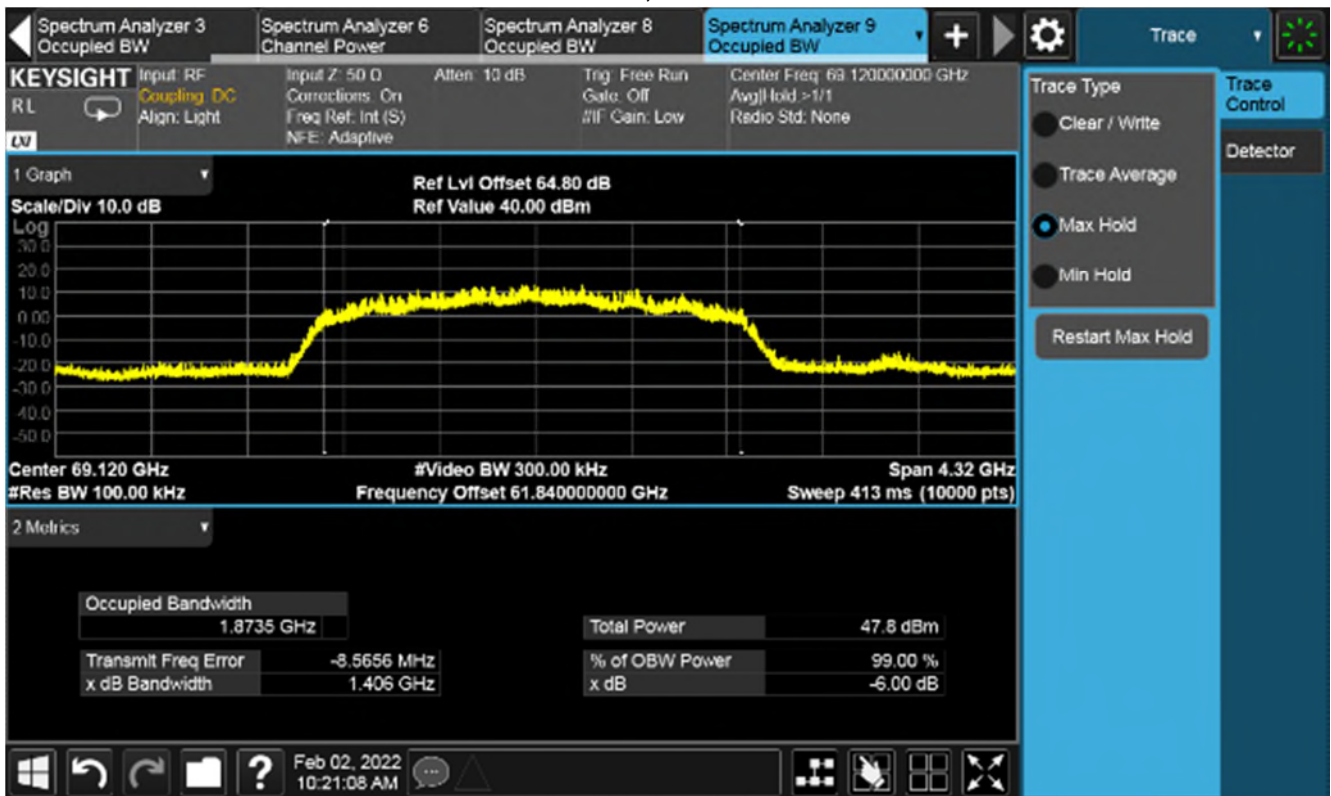 Spectrum Analyzer 3
Occupied BW
Spectrum Analyzer 6
Channel Power
Spectrum Analyzer 8
Occupied BW
Spectrum Analyzer 9
Occupied BW
Trace
KEYSIGHT
R L
LXI
Input: RF
Coupling: DC
Align: Light
Input Z: 50 Ω
Corrections: On
Freq Ref: Int (S)
NFE: Adaptive
Atten: 10 dB
Trig: Free Run
Gate: Off
#IF Gain: Low
Center Freq: 69.120000000 GHz
Avg|Hold:>1/1
Radio Std: None
Trace Type
Clear / Write
Trace Average
Max Hold
Min Hold
Restart Max Hold
Trace
Control
Detector
1 Graph
Scale/Div 10.0 dB
Ref Lvl Offset 64.80 dB
Ref Value 40.00 dBm
Log
30.0
20.0
10.0
0.00
-10.0
-20.0
-30.0
-40.0
-50.0
Center 69.120 GHz
#Video BW 300.00 kHz
Span 4.32 GHz
#Res BW 100.00 kHz
Frequency Offset 61.840000000 GHz
Sweep 413 ms (10000 pts)
2 Metrics
Occupied Bandwidth
1.8735 GHz
Total Power 47.8 dBm
Transmit Freq Error -8.5656 MHz
% of OBW Power 99.00 %
x dB Bandwidth 1.406 GHz
x dB -6.00 dB
?
Feb 02, 2022
10:21:08 AM